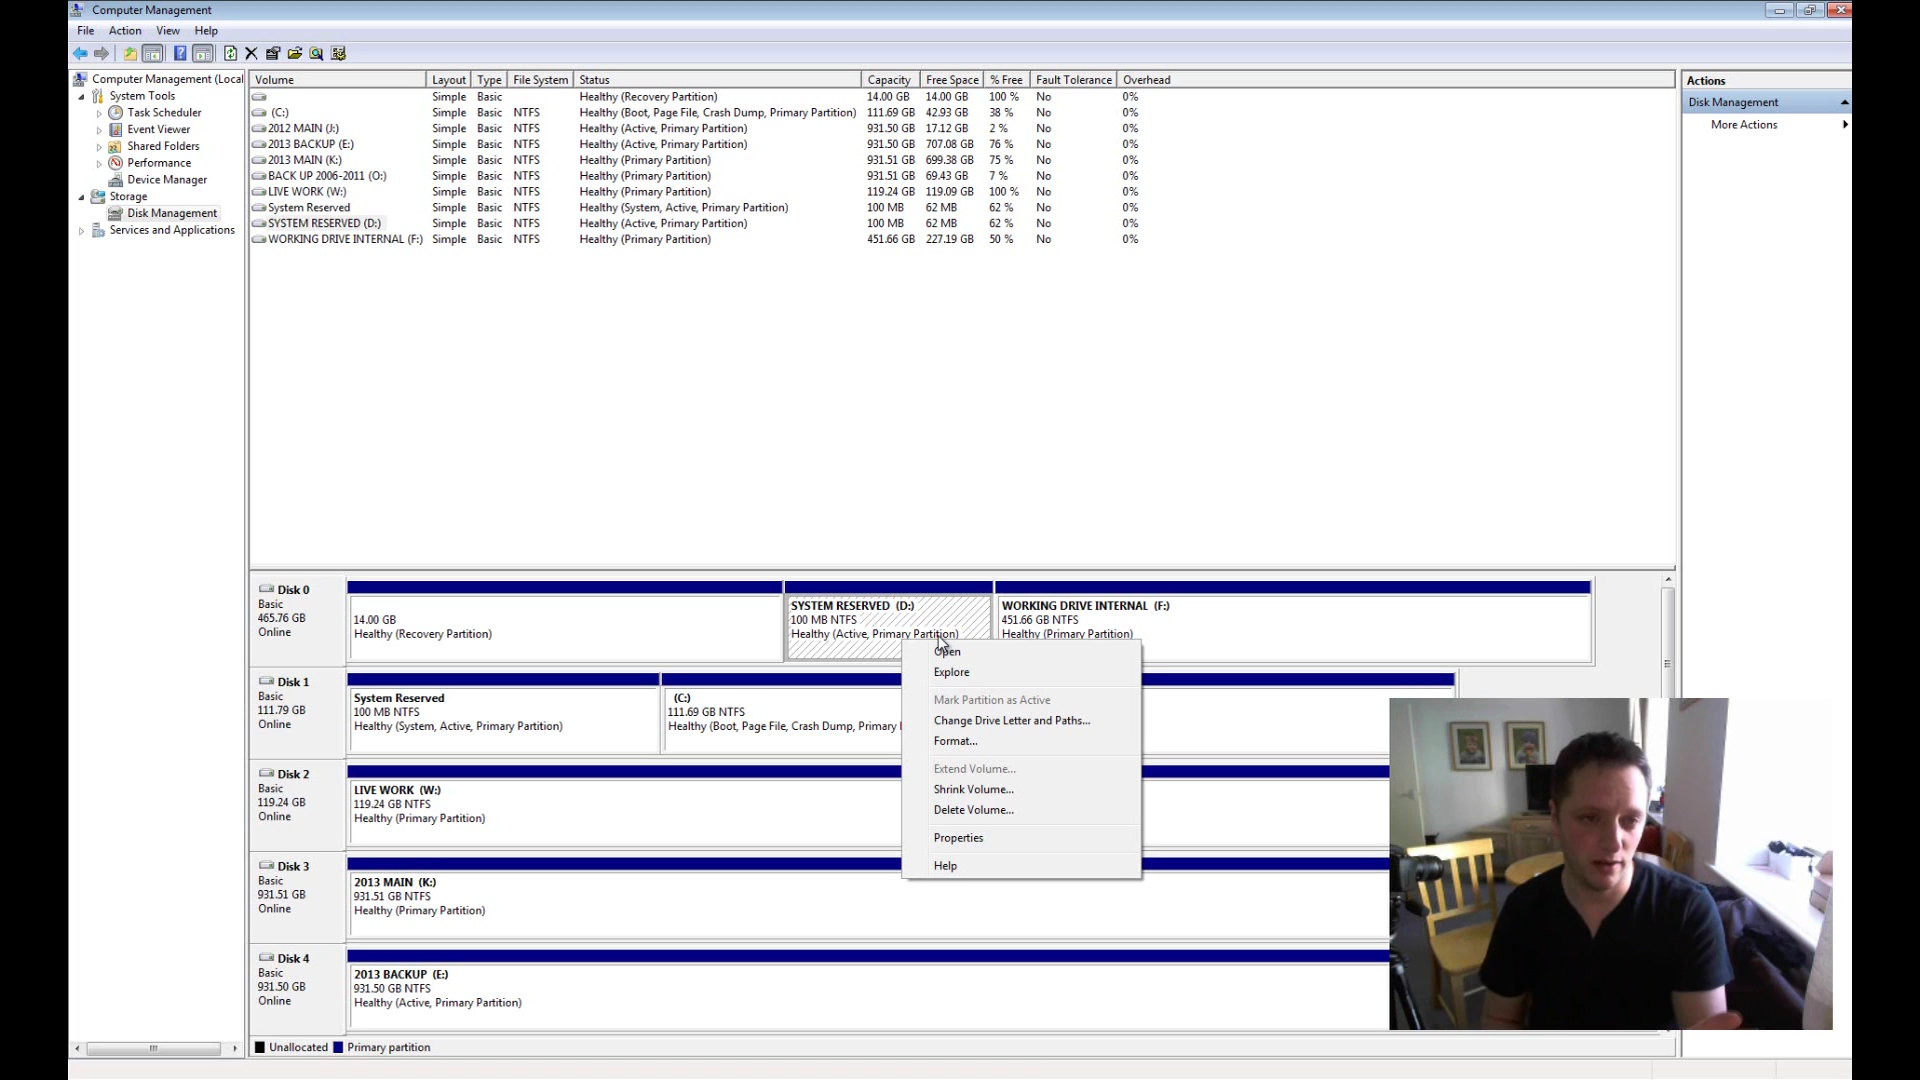 Computer Management
File Action View Help
Computer Management (Local
System Tools
Task Scheduler
Event Viewer
Shared Folders
Performance
Device Manager
Storage
Disk Management
Services and Applications
Volume Layout Type File System Status Capacity Free Space % Free Fault Tolerance Overhead
Simple Basic Healthy (Recovery Partition) 14.00 GB 14.00 GB 100 % No 0%
(C:) Simple Basic NTFS Healthy (Boot, Page File, Crash Dump, Primary Partition) 111.69 GB 42.93 GB 38 % No 0%
2012 MAIN (J:) Simple Basic NTFS Healthy (Active, Primary Partition) 931.50 GB 17.12 GB 2 % No 0%
2013 BACKUP (E:) Simple Basic NTFS Healthy (Active, Primary Partition) 931.50 GB 707.08 GB 76 % No 0%
2013 MAIN (K:) Simple Basic NTFS Healthy (Primary Partition) 931.51 GB 699.38 GB 75 % No 0%
BACK UP 2006-2011 (O:) Simple Basic NTFS Healthy (Primary Partition) 931.51 GB 69.43 GB 7 % No 0%
LIVE WORK (W:) Simple Basic NTFS Healthy (Primary Partition) 119.24 GB 119.09 GB 100 % No 0%
System Reserved Simple Basic NTFS Healthy (System, Active, Primary Partition) 100 MB 62 MB 62 % No 0%
SYSTEM RESERVED (D:) Simple Basic NTFS Healthy (Active, Primary Partition) 100 MB 62 MB 62 % No 0%
WORKING DRIVE INTERNAL (F:) Simple Basic NTFS Healthy (Primary Partition) 451.66 GB 227.19 GB 50 % No 0%
Actions
Disk Management
More Actions
Disk 0
Basic
465.76 GB
Online
14.00 GB
Healthy (Recovery Partition)
SYSTEM RESERVED (D:)
100 MB NTFS
Healthy (Active, Primary Partition)
WORKING DRIVE INTERNAL (F:)
451.66 GB NTFS
Healthy (Primary Partition)
Disk 1
Basic
111.79 GB
Online
System Reserved
100 MB NTFS
Healthy (System, Active, Primary Partition)
(C:)
111.69 GB NTFS
Healthy (Boot, Page File, Crash Dump, Primary
Open
Explore
Mark Partition as Active
Change Drive Letter and Paths...
Format...
Extend Volume...
Shrink Volume...
Delete Volume...
Properties
Help
Disk 2
Basic
119.24 GB
Online
LIVE WORK (W:)
119.24 GB NTFS
Healthy (Primary Partition)
Disk 3
Basic
931.51 GB
Online
2013 MAIN (K:)
931.51 GB NTFS
Healthy (Primary Partition)
Disk 4
Basic
931.50 GB
Online
2013 BACKUP (E:)
931.50 GB NTFS
Healthy (Active, Primary Partition)
Unallocated Primary partition